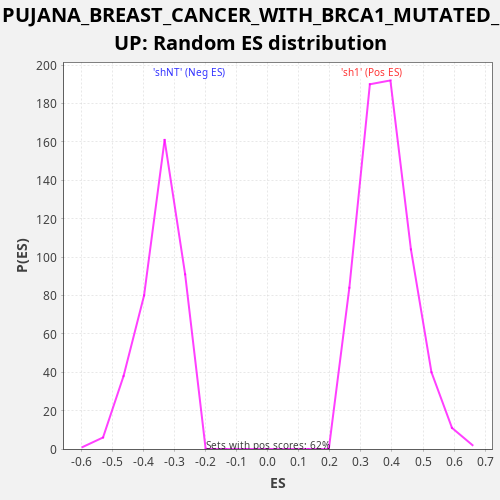 PUJANA_BREAST_CANCER_WITH_BRCA1_MUTATED_
UP: Random ES distribution
'shNT' (Neg ES)
'sh1' (Pos ES)
P(ES)
200
180
160
140
120
100
80
60
40
20
0
Sets with pos scores: 62%
-0.6 -0.5 -0.4 -0.3 -0.2 -0.1 0.0 0.1 0.2 0.3 0.4 0.5 0.6 0.7
ES